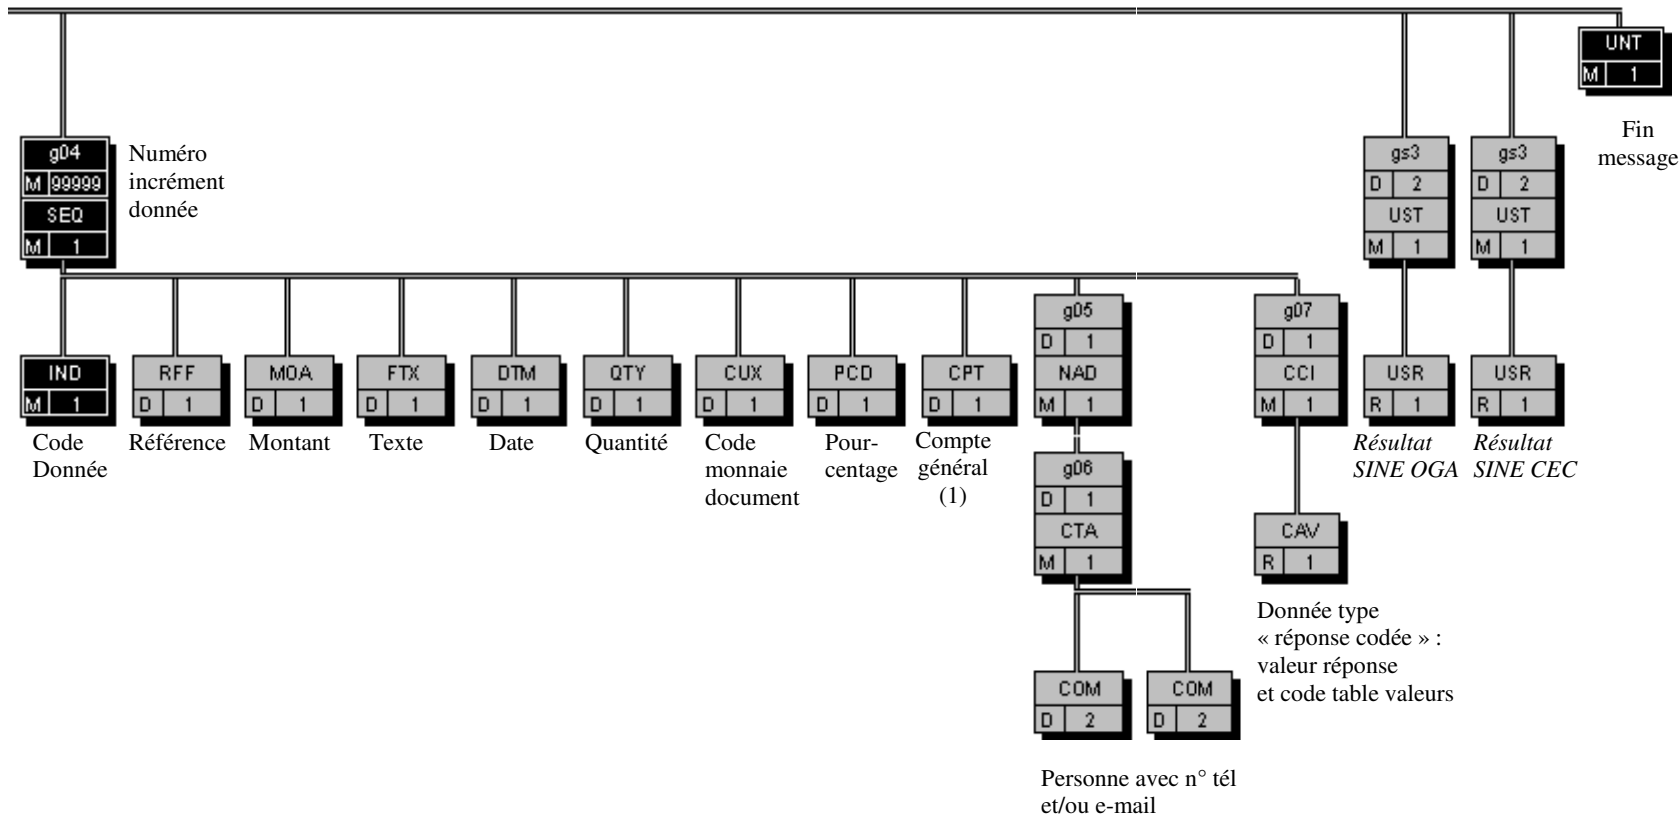 UNT
M 1
Fin
message
g04
M 99999
SEQ
M 1
Numéro
incrément
donnée
gs3
D 2
UST
M 1
gs3
D 2
UST
M 1
IND
M 1
Code
Donnée
RFF
D 1
Référence
MOA
D 1
Montant
FTX
D 1
Texte
DTM
D 1
Date
QTY
D 1
Quantité
CUX
D 1
Code
monnaie
document
PCD
D 1
Pour-
centage
CPT
D 1
Compte
général
(1)
g05
D 1
NAD
M 1
g06
D 1
CTA
M 1
COM
D 2
COM
D 2
Personne avec n° tél
et/ou e-mail
g07
D 1
CCI
M 1
CAV
R 1
Donnée type
« réponse codée » :
valeur réponse
et code table valeurs
USR
R 1
Résultat
SINE OGA
USR
R 1
Résultat
SINE CEC